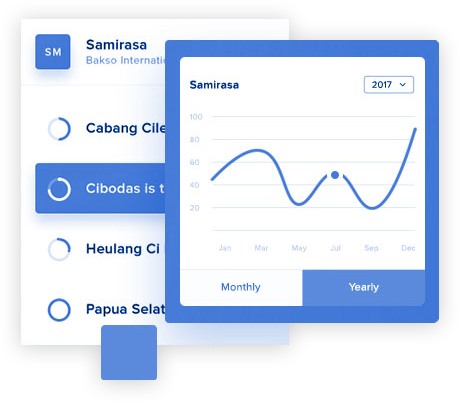 SM
Samirasa
Bakso Internatio
Cabang Cile
Cibodas is t
Heulang Ci
Papua Selat
Samirasa
2017
100
80
60
40
20
Jan Mar May Jul Sep Dec
Monthly Yearly